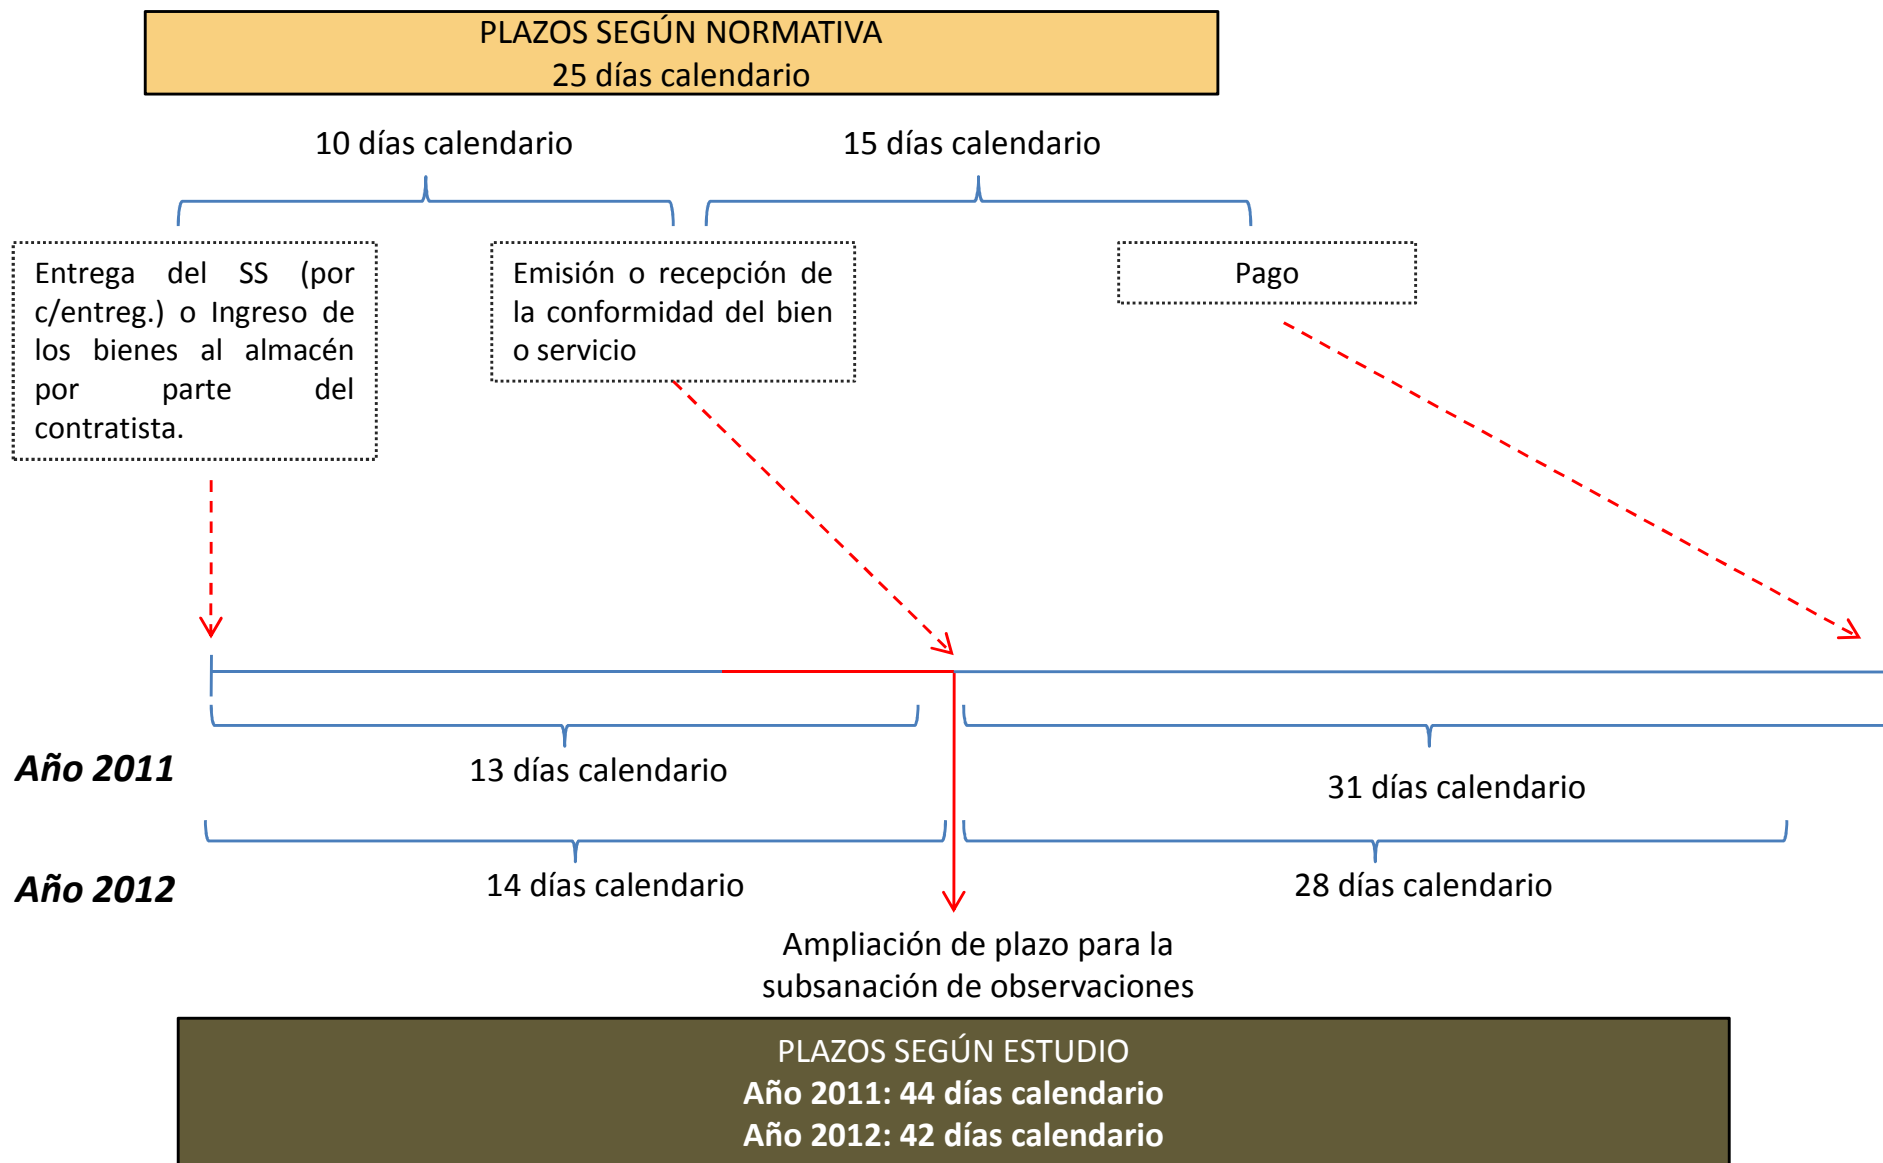 PLAZOS SEGÚN NORMATIVA
25 días calendario
10 días calendario
15 días calendario
Entrega del SS (por
c/entreg.) o Ingreso de
los bienes al almacén
por parte del
contratista.
Emisión o recepción de
la conformidad del bien
o servicio
Pago
Año 2011
13 días calendario
31 días calendario
Año 2012
14 días calendario
28 días calendario
Ampliación de plazo para la
subsanación de observaciones
PLAZOS SEGÚN ESTUDIO
Año 2011: 44 días calendario
Año 2012: 42 días calendario